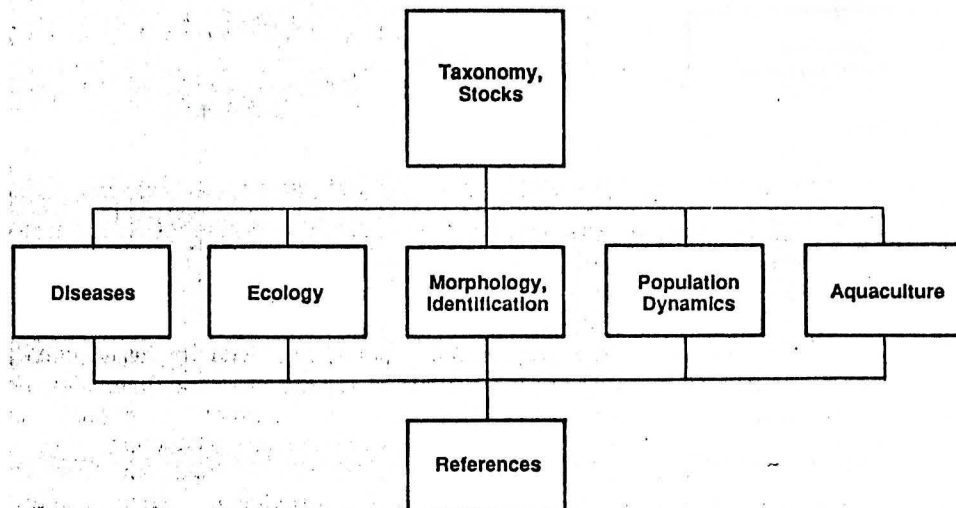 Taxonomy,
Stocks
Diseases
Ecology
Morphology,
Identification
Population
Dynamics
Aquaculture
References